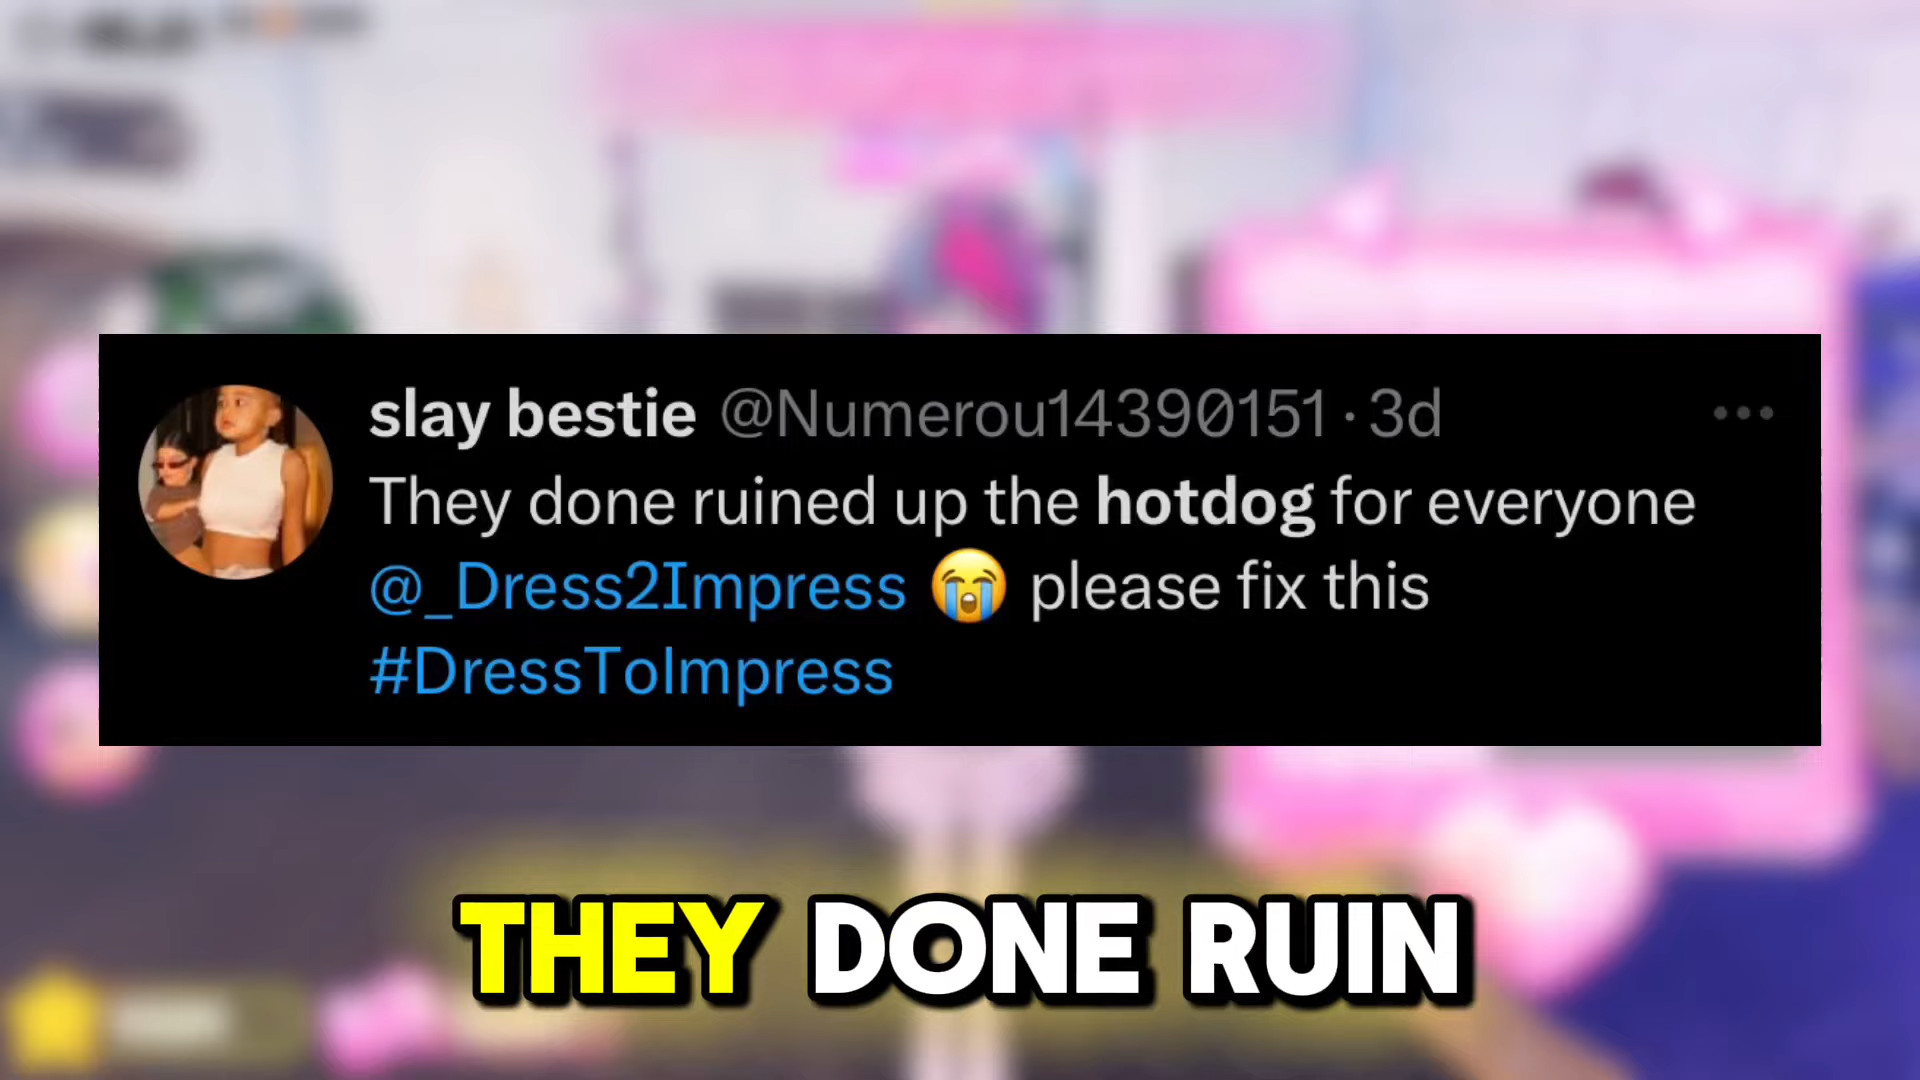 slay bestie @Numerou14390151 · 3d
They done ruined up the hotdog for everyone
@_Dress2Impress 😭 please fix this
#DressToImpress
THEY DONE RUIN